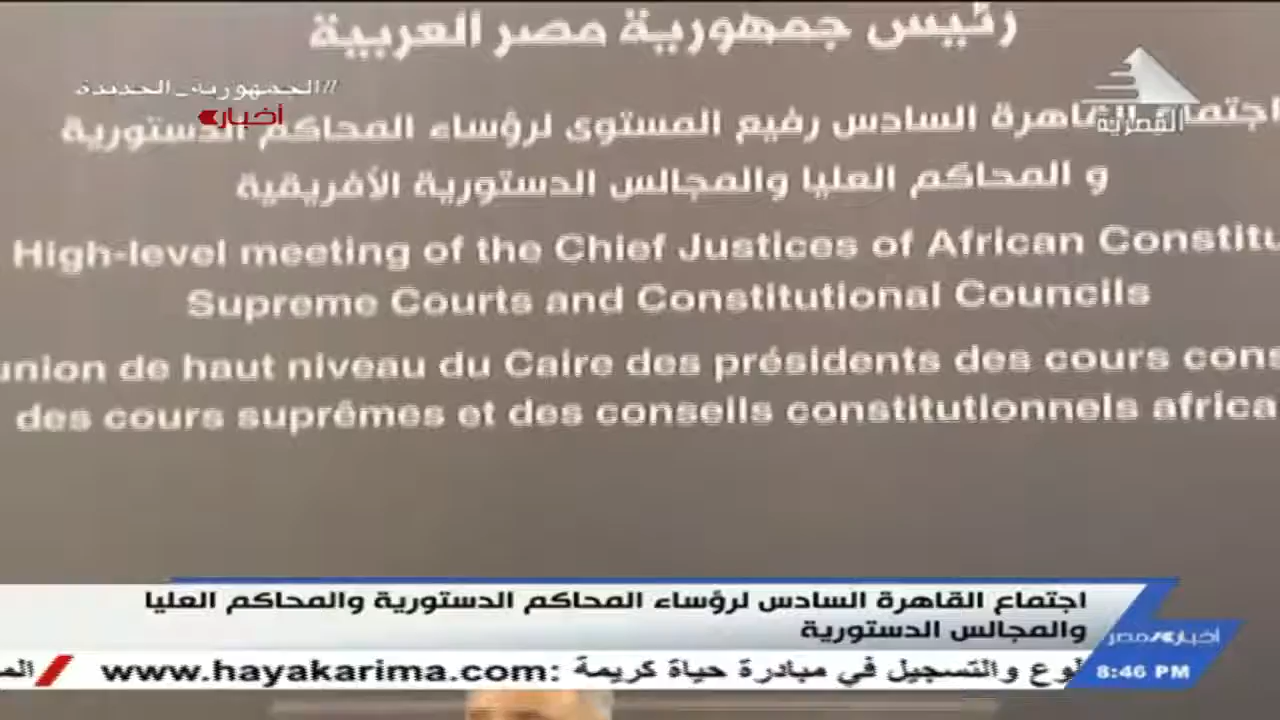 رئيس جمهورية مصر العربية
#الجمهورية_الجديدة
أخبار
المصرية
اجتماع القاهرة السادس رفيع المستوى لرؤساء المحاكم الدستورية
و المحاكم العليا والمجالس الدستورية الأفريقية
High-level meeting of the Chief Justices of African Constitu
Supreme Courts and Constitutional Councils
union de haut niveau du Caire des présidents des cours cons
des cours suprêmes et des conseils constitutionnels africa
اجتماع القاهرة السادس لرؤساء المحاكم الدستورية والمحاكم العليا
والمجالس الدستورية
أخبار مصر
لوع والتسجيل في مبادرة حياة كريمة: www.hayakarima.com
8:46 PM